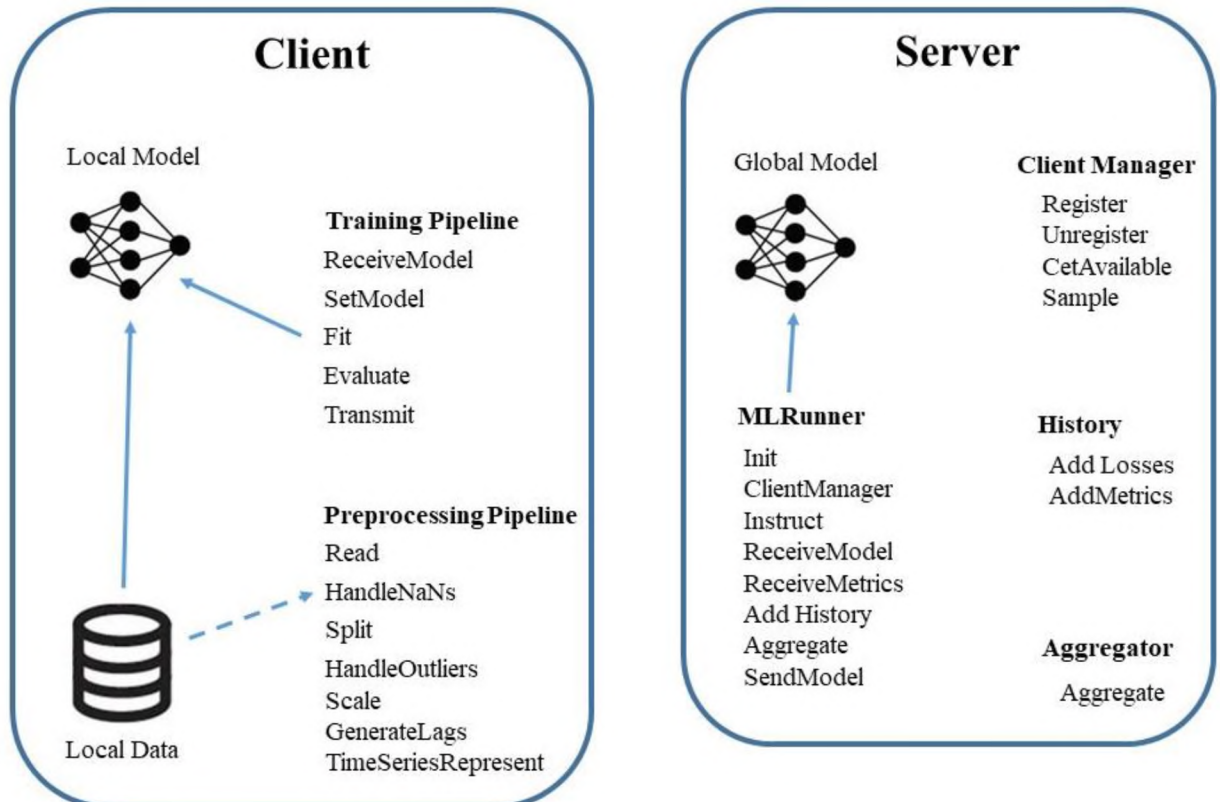 Client
Local Model
Training Pipeline
ReceiveModel
SetModel
Fit
Evaluate
Transmit
Preprocessing Pipeline
Read
HandleNaNs
Split
HandleOutliers
Scale
GenerateLags
TimeSeriesRepresent
Local Data
Server
Global Model
MLRunner
Init
ClientManager
Instruct
ReceiveModel
ReceiveMetrics
Add History
Aggregate
SendModel
Client Manager
Register
Unregister
CetAvailable
Sample
History
Add Losses
AddMetrics
Aggregator
Aggregate